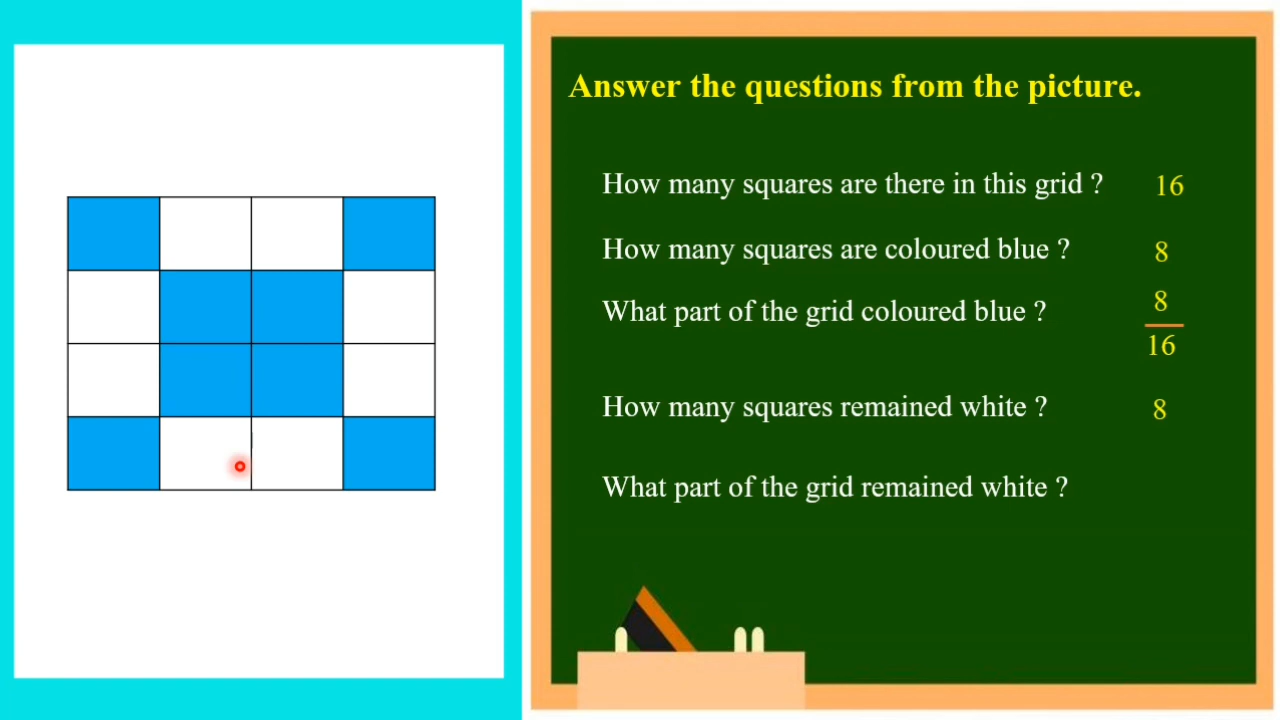 Answer the questions from the picture.
How many squares are there in this grid ? 16
How many squares are coloured blue ? 8
What part of the grid coloured blue ? 8
16
How many squares remained white ? 8
What part of the grid remained white ?